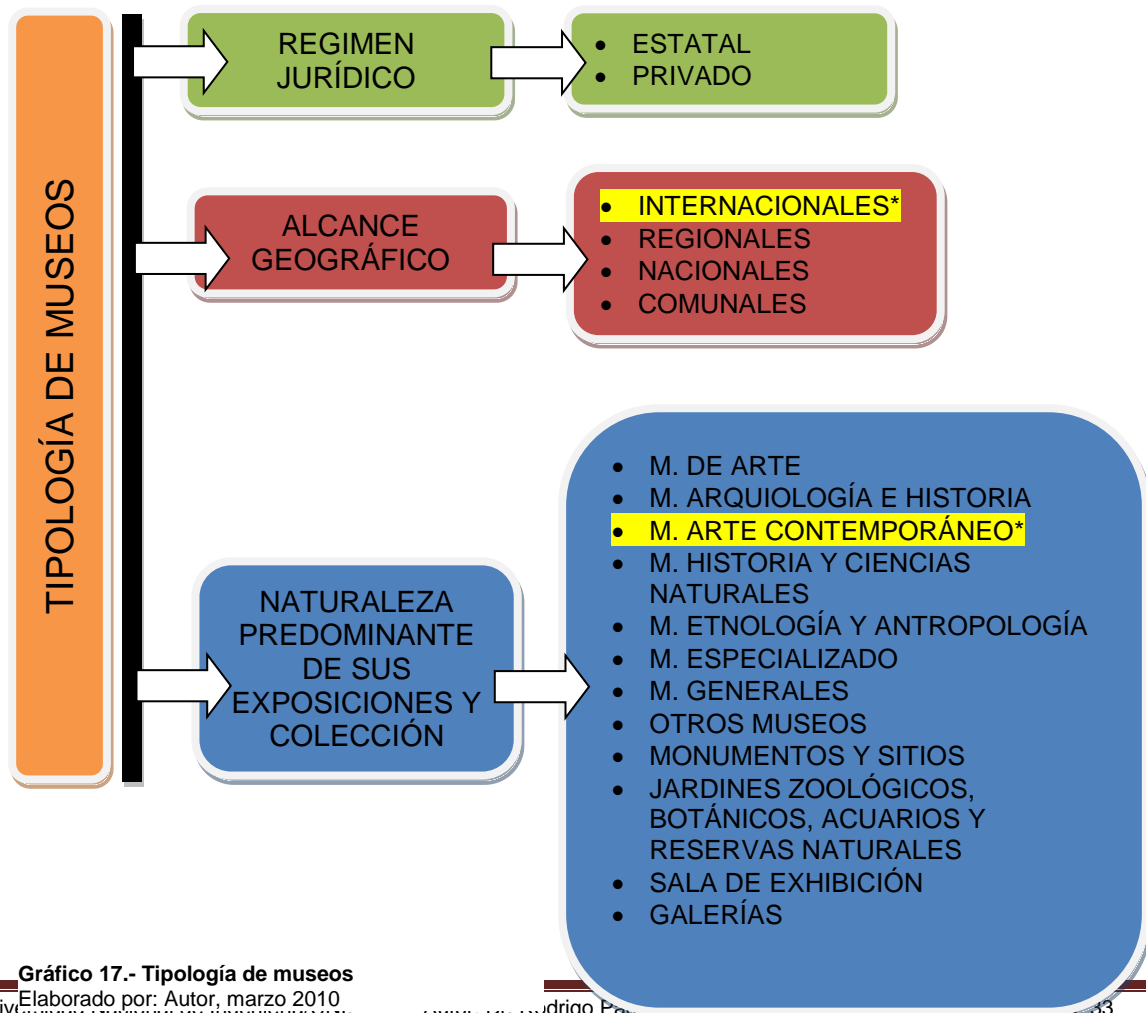 TIPOLOGÍA DE MUSEOS
REGIMEN
JURÍDICO
• ESTATAL
• PRIVADO
ALCANCE
GEOGRÁFICO
• INTERNACIONALES*
• REGIONALES
• NACIONALES
• COMUNALES
NATURALEZA
PREDOMINANTE
DE SUS
EXPOSICIONES Y
COLECCIÓN
• M. DE ARTE
• M. ARQUIOLOGÍA E HISTORIA
• M. ARTE CONTEMPORÁNEO*
• M. HISTORIA Y CIENCIAS
NATURALES
• M. ETNOLOGÍA Y ANTROPOLOGÍA
• M. ESPECIALIZADO
• M. GENERALES
• OTROS MUSEOS
• MONUMENTOS Y SITIOS
• JARDINES ZOOLÓGICOS,
BOTÁNICOS, ACUARIOS Y
RESERVAS NATURALES
• SALA DE EXHIBICIÓN
• GALERÍAS
Gráfico 17.- Tipología de museos
Elaborado por: Autor, marzo 2010